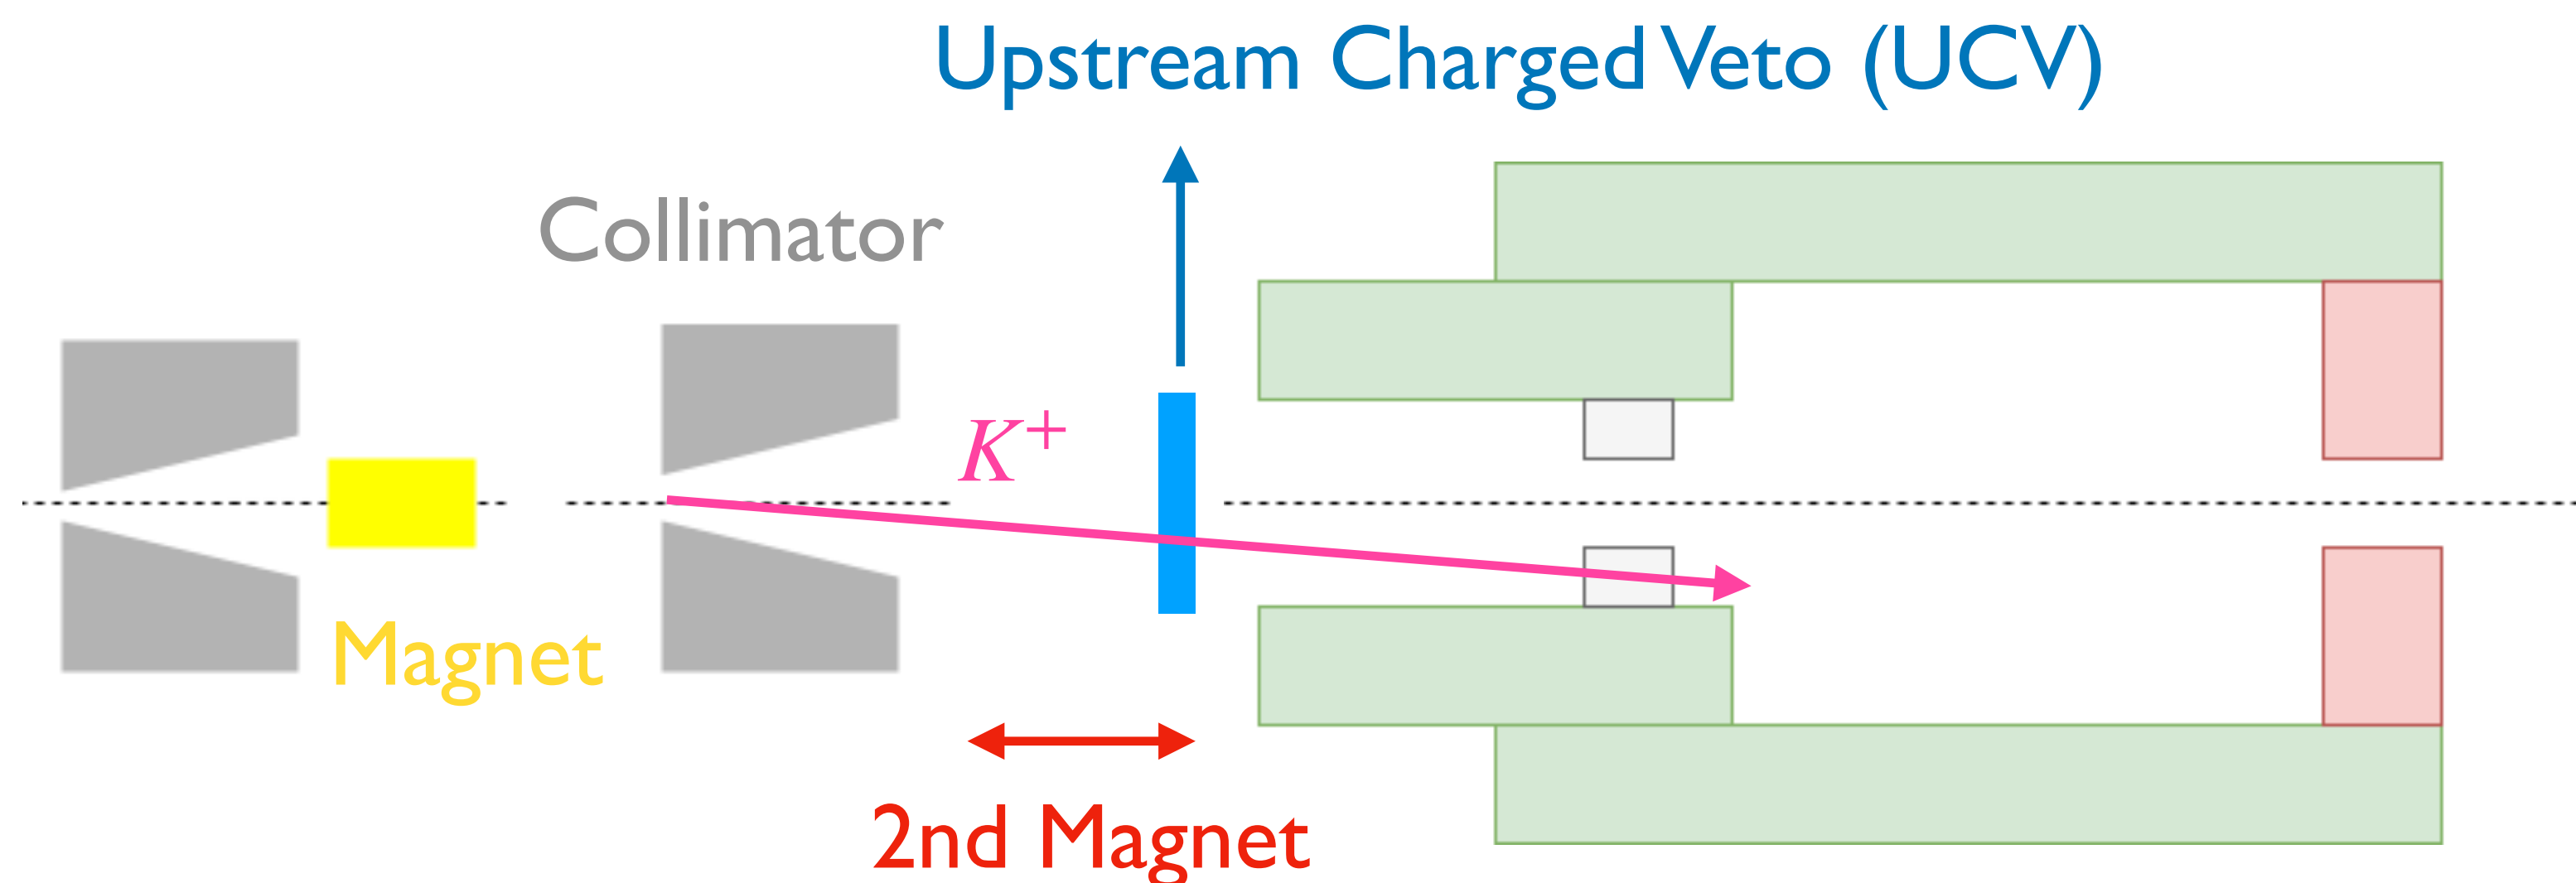 Upstream Charged Veto (UCV)
Collimator
K⁺
Magnet
2nd Magnet